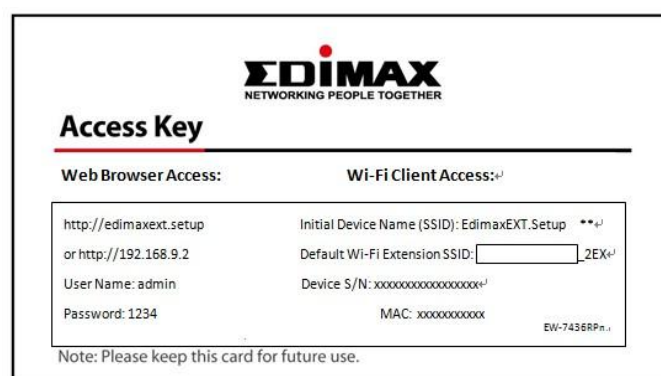 EDIMAX
NETWORKING PEOPLE TOGETHER
Access Key
Web Browser Access:
Wi-Fi Client Access:↵
http://edimaxext.setup
Initial Device Name (SSID): EdimaxEXT.Setup **↵
or http://192.168.9.2
Default Wi-Fi Extension SSID: _2EX↵
User Name: admin
Device S/N: xxxxxxxxxxxxxxxxx↵
Password: 1234
MAC: xxxxxxxxxxx
EW-7436RPn↵
Note: Please keep this card for future use.